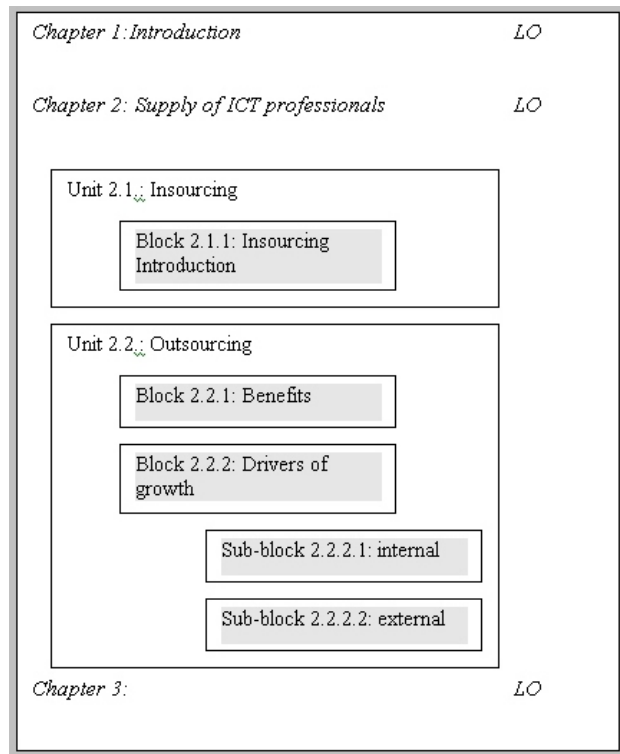 Chapter 1:Introduction LO
Chapter 2: Supply of ICT professionals LO
Unit 2.1.: Insourcing
Block 2.1.1: Insourcing
Introduction
Unit 2.2.: Outsourcing
Block 2.2.1: Benefits
Block 2.2.2: Drivers of
growth
Sub-block 2.2.2.1: internal
Sub-block 2.2.2.2: external
Chapter 3: LO